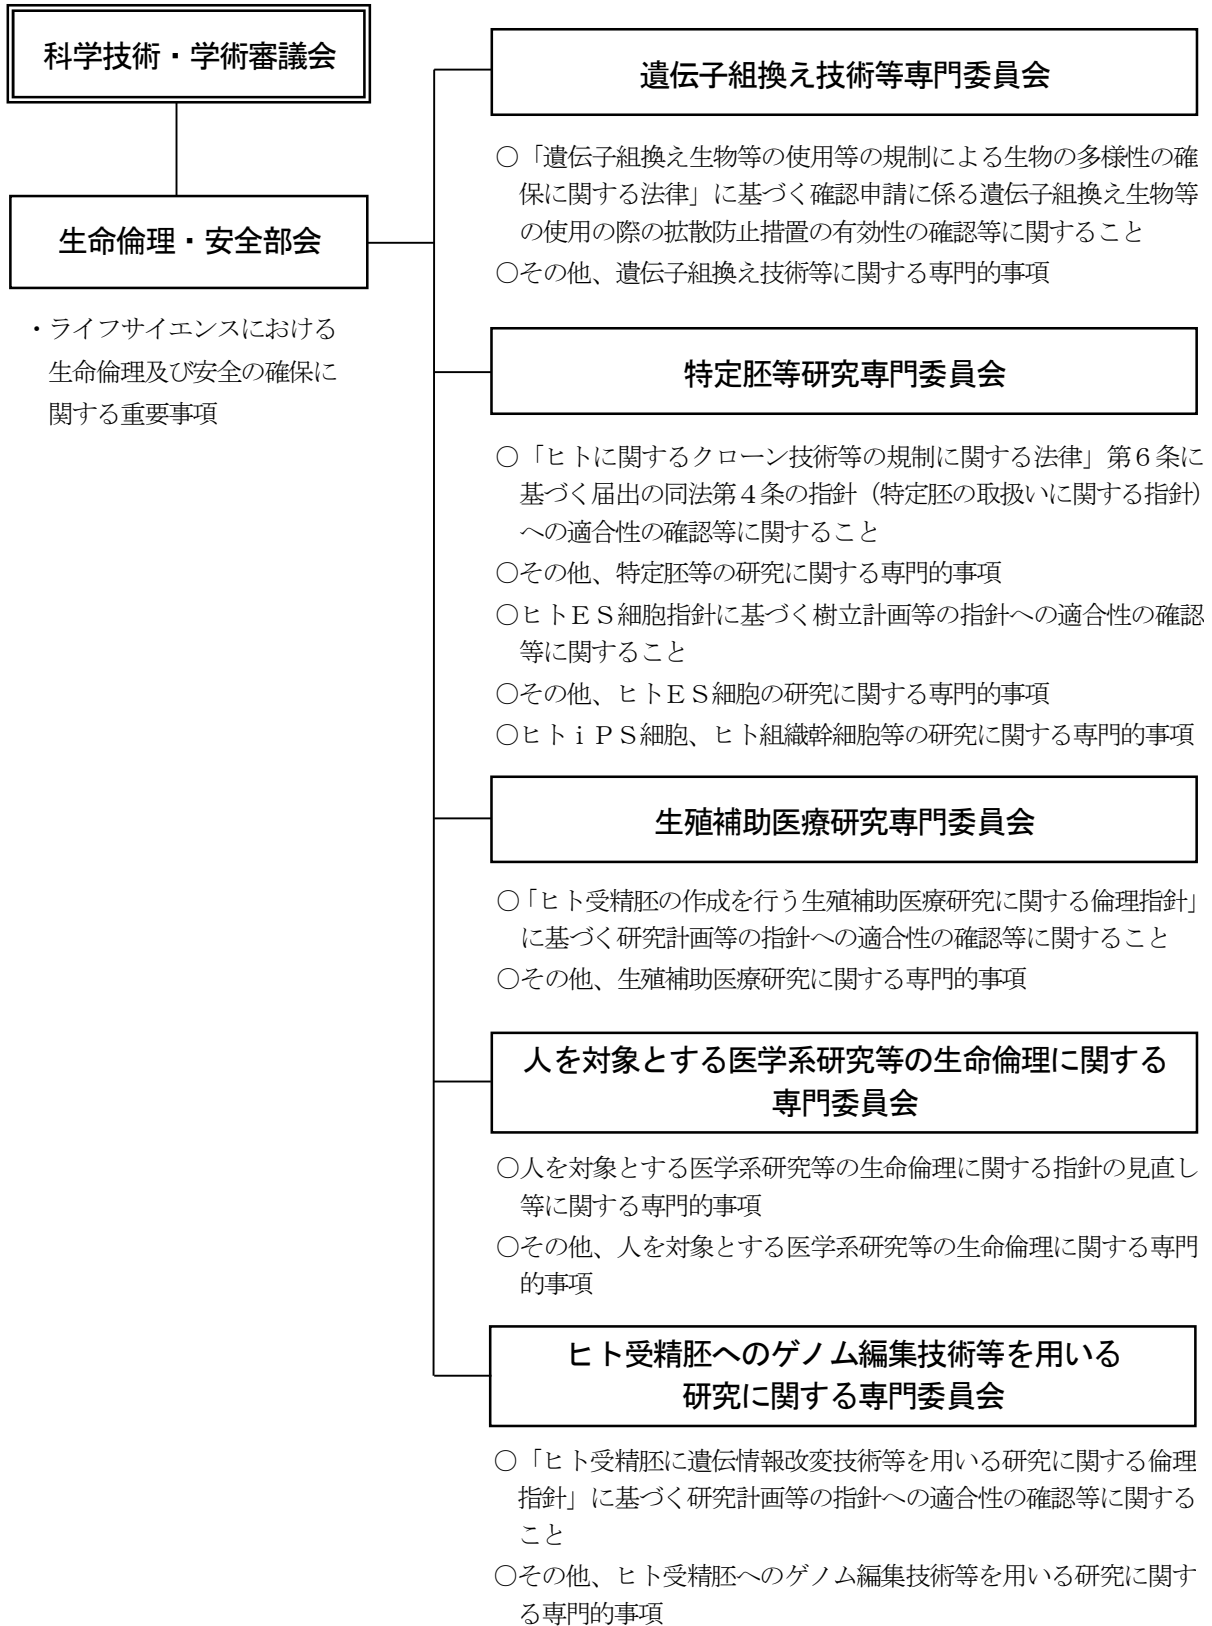 科学技術・学術審議会
生命倫理・安全部会
・ライフサイエンスにおける
生命倫理及び安全の確保に
関する重要事項
遺伝子組換え技術等専門委員会
○「遺伝子組換え生物等の使用等の規制による生物の多様性の確
保に関する法律」に基づく確認申請に係る遺伝子組換え生物等
の使用の際の拡散防止措置の有効性の確認等に関すること
○その他、遺伝子組換え技術等に関する専門的事項
特定胚等研究専門委員会
○「ヒトに関するクローン技術等の規制に関する法律」第6条に
基づく届出の同法第4条の指針（特定胚の取扱いに関する指針）
への適合性の確認等に関すること
○その他、特定胚等の研究に関する専門的事項
○ヒトES細胞指針に基づく樹立計画等の指針への適合性の確認
等に関すること
○その他、ヒトES細胞の研究に関する専門的事項
○ヒトiPS細胞、ヒト組織幹細胞等の研究に関する専門的事項
生殖補助医療研究専門委員会
○「ヒト受精胚の作成を行う生殖補助医療研究に関する倫理指針」
に基づく研究計画等の指針への適合性の確認等に関すること
○その他、生殖補助医療研究に関する専門的事項
人を対象とする医学系研究等の生命倫理に関する
専門委員会
○人を対象とする医学系研究等の生命倫理に関する指針の見直し
等に関する専門的事項
○その他、人を対象とする医学系研究等の生命倫理に関する専門
的事項
ヒト受精胚へのゲノム編集技術等を用いる
研究に関する専門委員会
○「ヒト受精胚に遺伝情報改変技術等を用いる研究に関する倫理
指針」に基づく研究計画等の指針への適合性の確認等に関する
こと
○その他、ヒト受精胚へのゲノム編集技術等を用いる研究に関す
る専門的事項